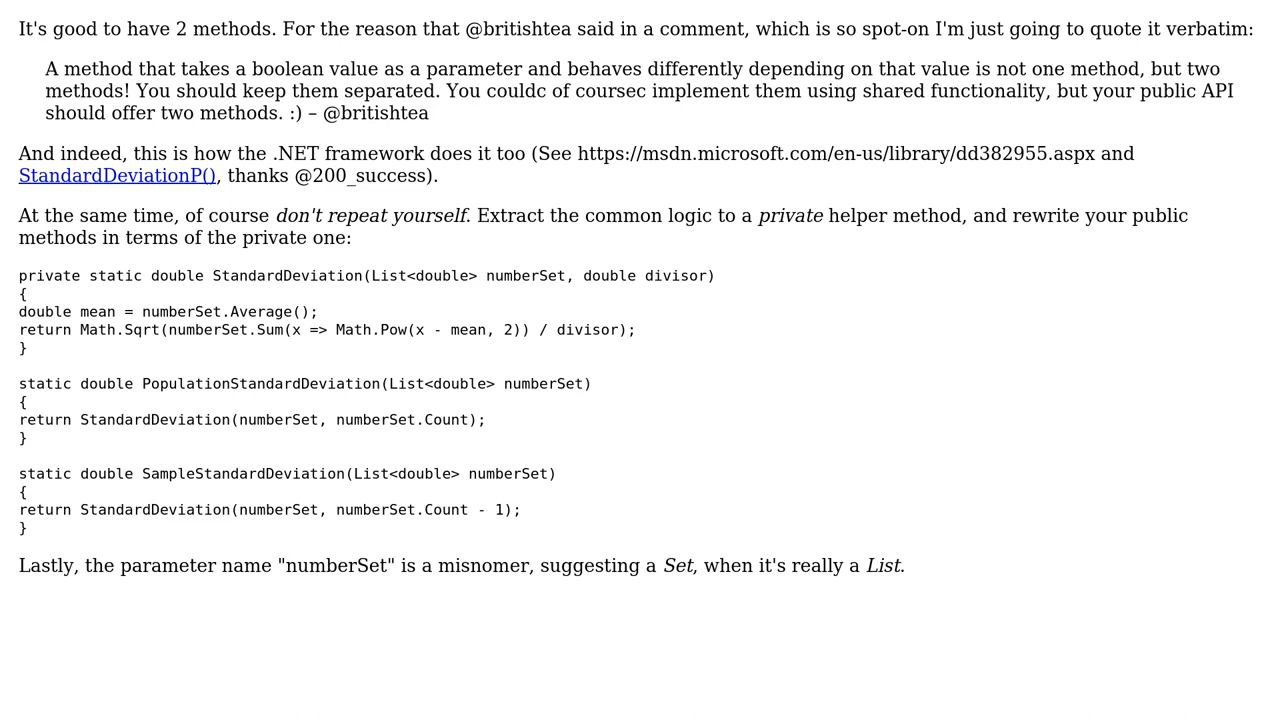 It's good to have 2 methods. For the reason that @britishtea said in a comment, which is so spot-on I'm just going to quote it verbatim:
A method that takes a boolean value as a parameter and behaves differently depending on that value is not one method, but two
methods! You should keep them separated. You couldc of coursec implement them using shared functionality, but your public API
should offer two methods. :) – @britishtea
And indeed, this is how the .NET framework does it too (See https://msdn.microsoft.com/en-us/library/dd382955.aspx and
StandardDeviationP(), thanks @200_success).
At the same time, of course don't repeat yourself. Extract the common logic to a private helper method, and rewrite your public
methods in terms of the private one:
private static double StandardDeviation(List<double> numberSet, double divisor)
{
double mean = numberSet.Average();
return Math.Sqrt(numberSet.Sum(x => Math.Pow(x - mean, 2)) / divisor);
}
static double PopulationStandardDeviation(List<double> numberSet)
{
return StandardDeviation(numberSet, numberSet.Count);
}
static double SampleStandardDeviation(List<double> numberSet)
{
return StandardDeviation(numberSet, numberSet.Count - 1);
}
Lastly, the parameter name "numberSet" is a misnomer, suggesting a Set, when it's really a List.